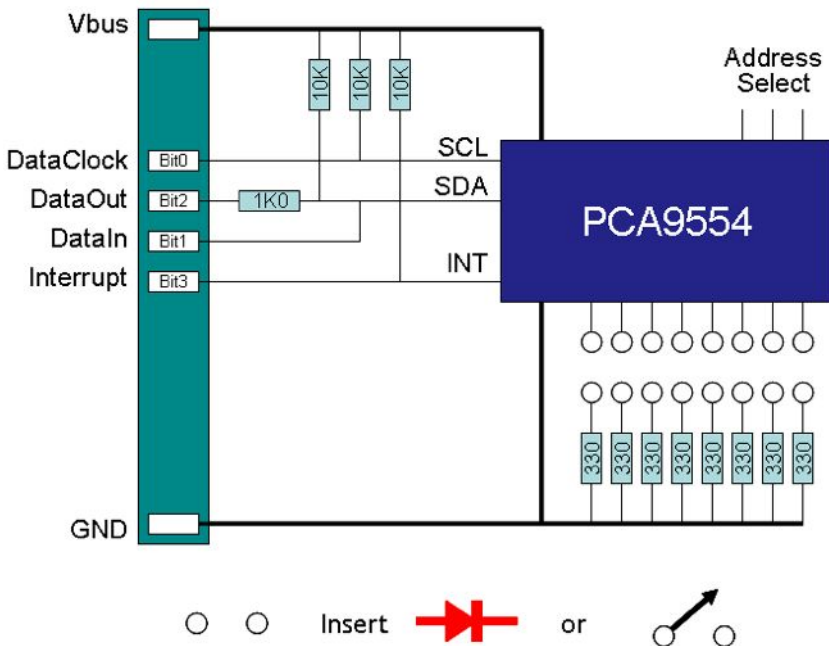 Vbus
Address
Select
10K 10K 10K
DataClock Bit0 SCL
DataOut Bit2 1K0 SDA
PCA9554
DataIn Bit1
Interrupt Bit3 INT
330 330 330 330 330 330 330 330
GND
Insert or